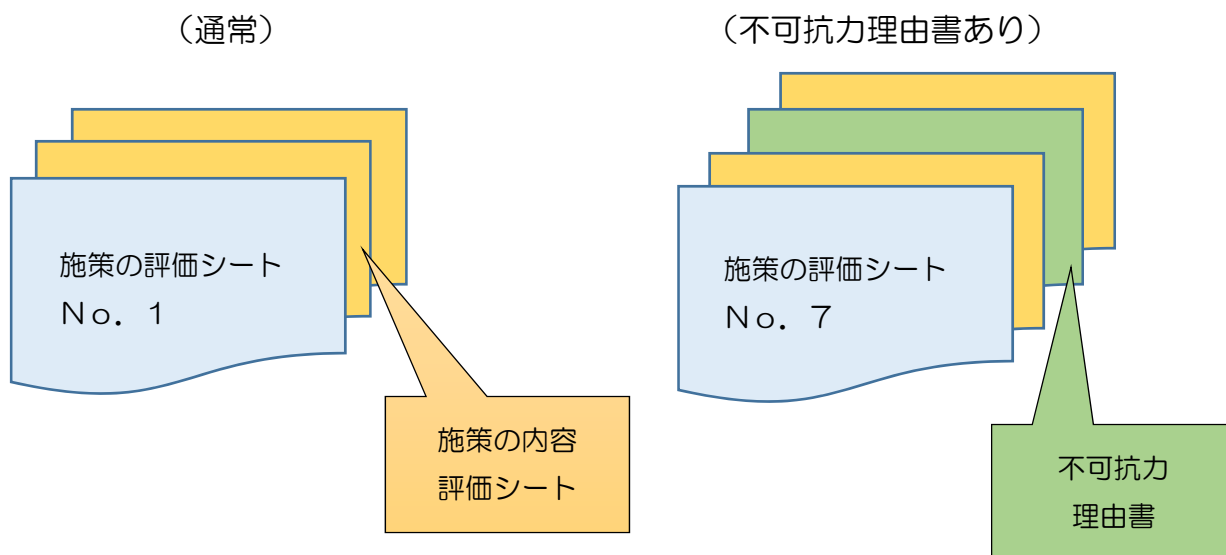 （通常）
（不可抗力理由書あり）
施策の評価シート
Ｎｏ．１
施策の評価シート
Ｎｏ．７
施策の内容
評価シート
不可抗力
理由書